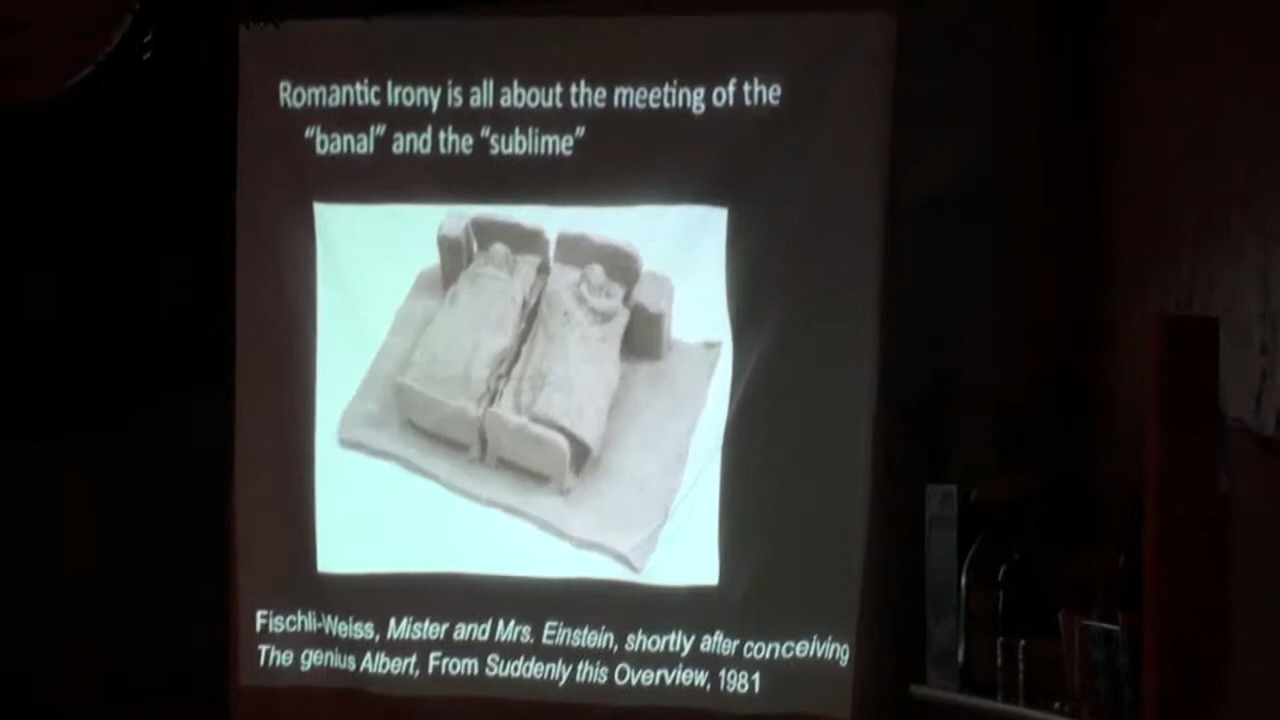 Romantic Irony is all about the meeting of the
“banal” and the “sublime”
Fischli-Weiss, Mister and Mrs. Einstein, shortly after conceiving
The genius Albert, From Suddenly this Overview, 1981